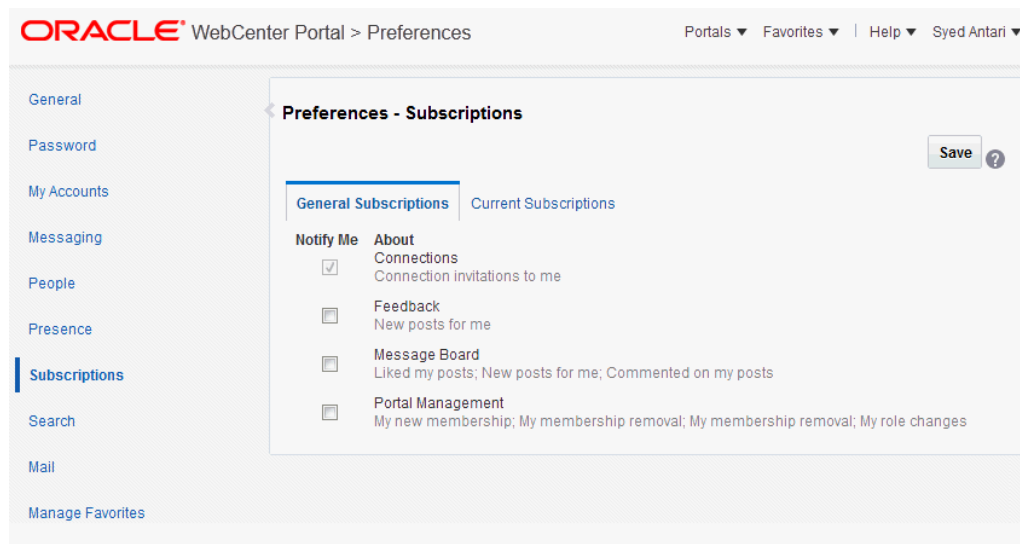 ORACLE WebCenter Portal > Preferences
Portals Favorites | Help Syed Antari
General
Password
My Accounts
Messaging
People
Presence
Subscriptions
Search
Mail
Manage Favorites
Preferences - Subscriptions
Save ?
General Subscriptions Current Subscriptions
Notify Me About
Connections
Connection invitations to me
Feedback
New posts for me
Message Board
Liked my posts; New posts for me; Commented on my posts
Portal Management
My new membership; My membership removal; My membership removal; My role changes